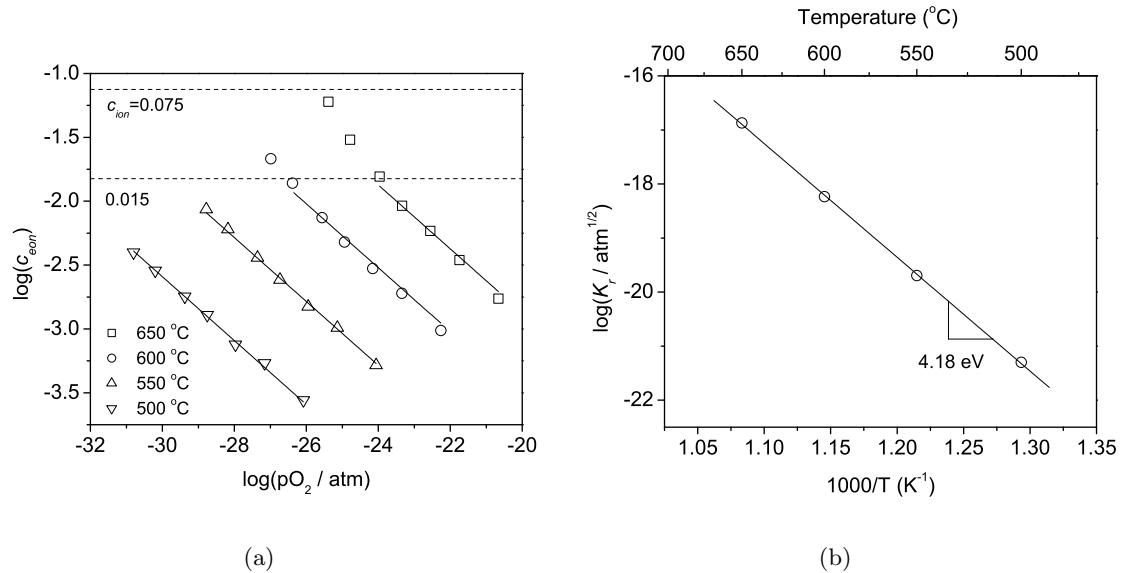 -1.0
-1.5
-2.0
-2.5
-3.0
-3.5
log(c_eon)
c_ion=0.075
0.015
650 °C
600 °C
550 °C
500 °C
-32 -30 -28 -26 -24 -22 -20
log(pO₂ / atm)
(a)
Temperature (°C)
700 650 600 550 500
-16
-18
-20
-22
log(K_r / atm^1/2)
4.18 eV
1.05 1.10 1.15 1.20 1.25 1.30 1.35
1000/T (K⁻¹)
(b)